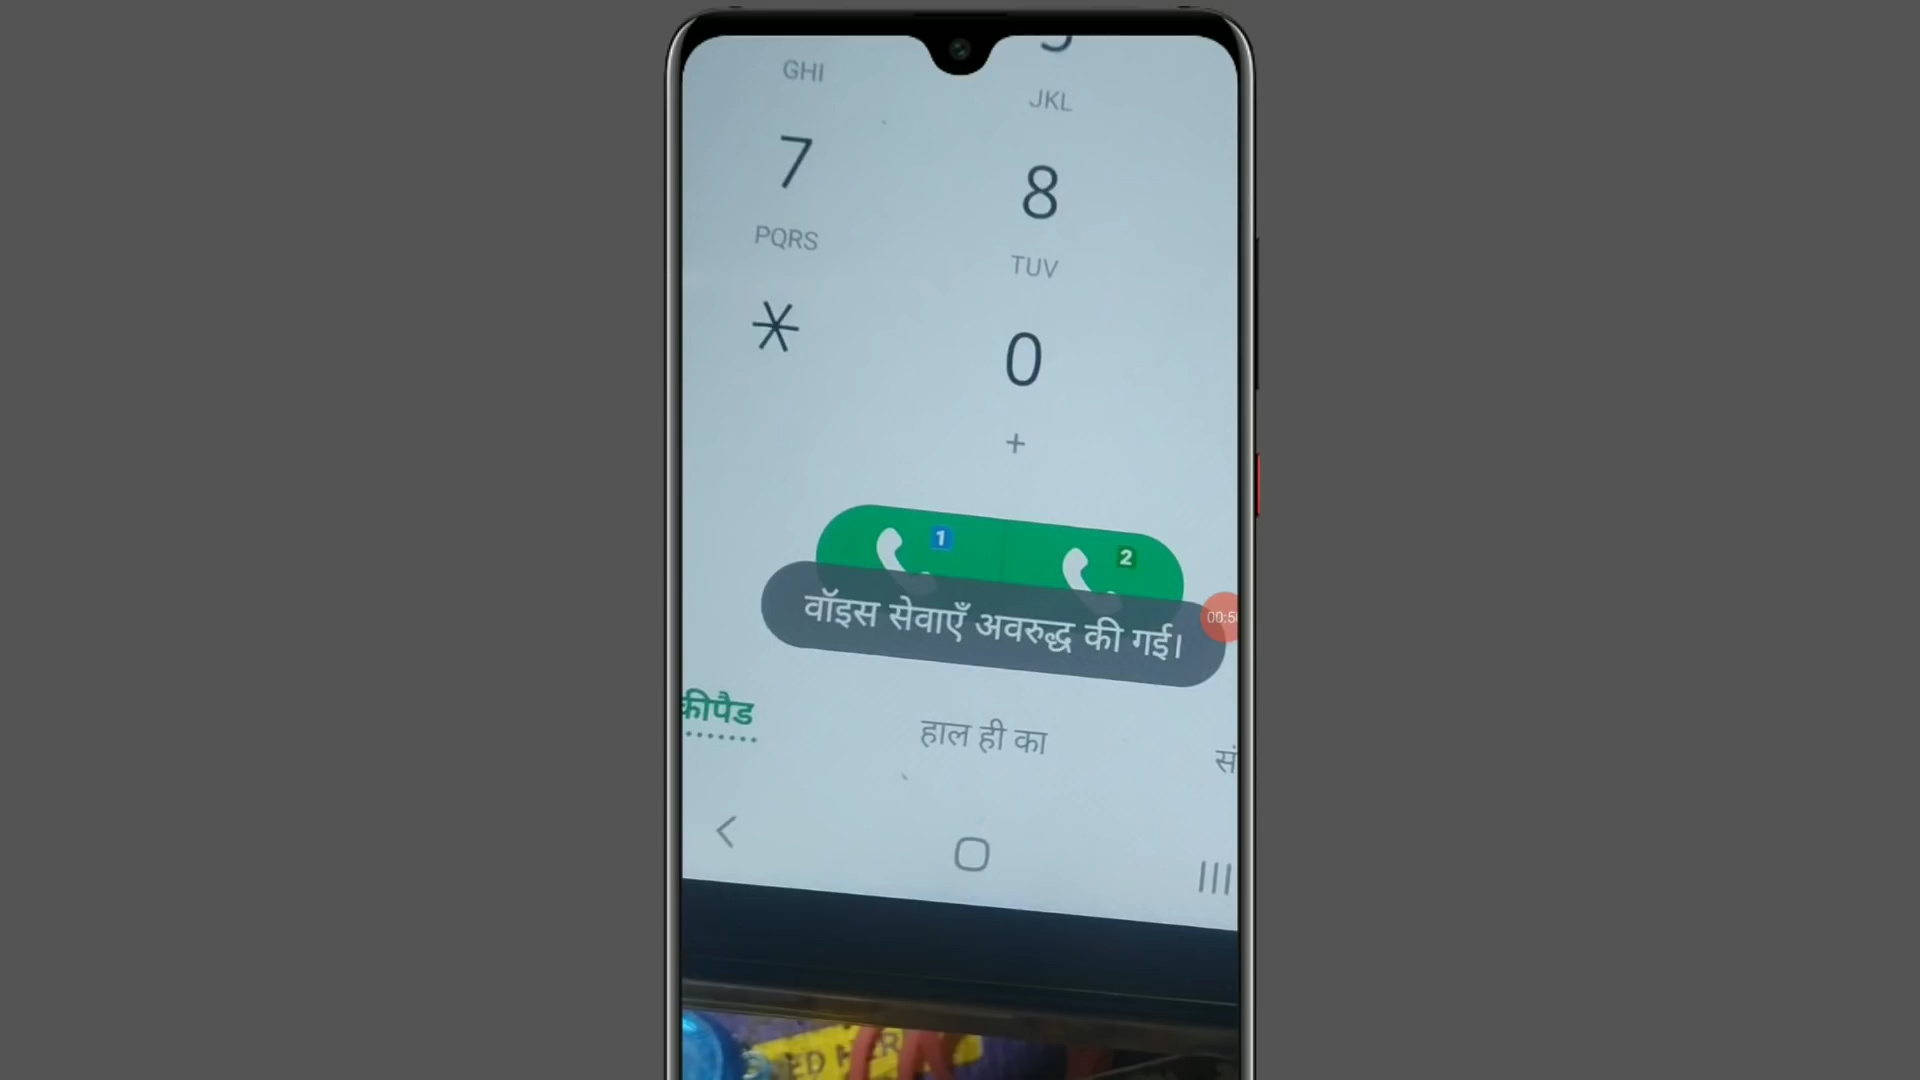 GHI
JKL
7
8
PQRS
TUV
*
0
+
1
2
वॉइस सेवाएँ अवरुद्ध की गई।
कीपैड
हाल ही का